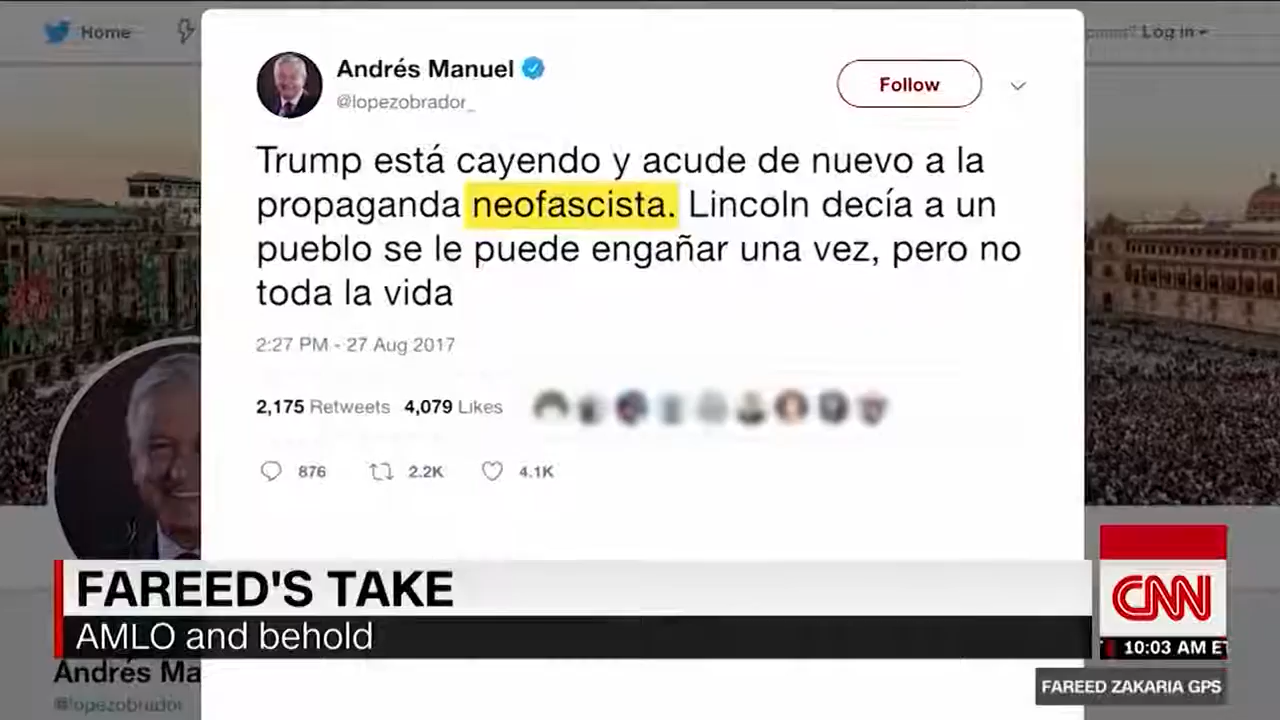 Home
Log in
Andrés Manuel
@lopezobrador_
Follow
Trump está cayendo y acude de nuevo a la
propaganda neofascista. Lincoln decía a un
pueblo se le puede engañar una vez, pero no
toda la vida
2:27 PM - 27 Aug 2017
2,175 Retweets 4,079 Likes
876 2.2K 4.1K
FAREED'S TAKE
AMLO and behold
CNN
10:03 AM ET
Andrés Ma
@lopezobrador
FAREED ZAKARIA GPS